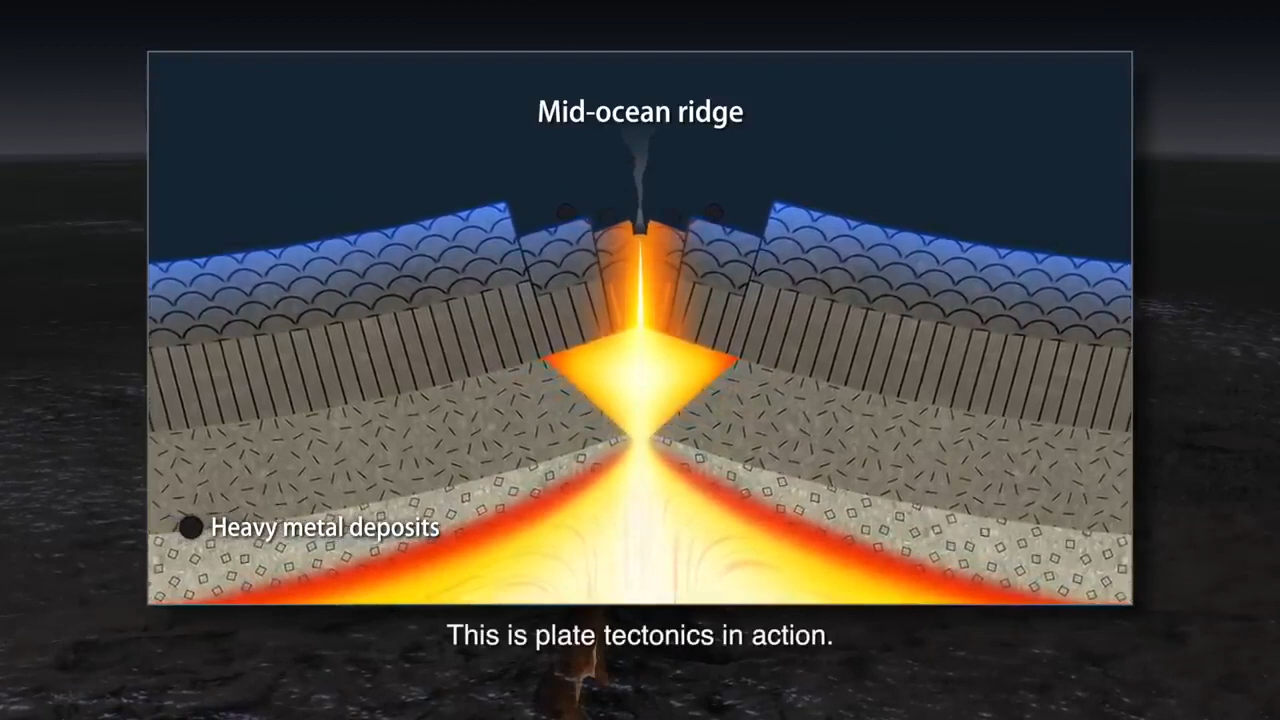 Mid-ocean ridge
Heavy metal deposits
This is plate tectonics in action.